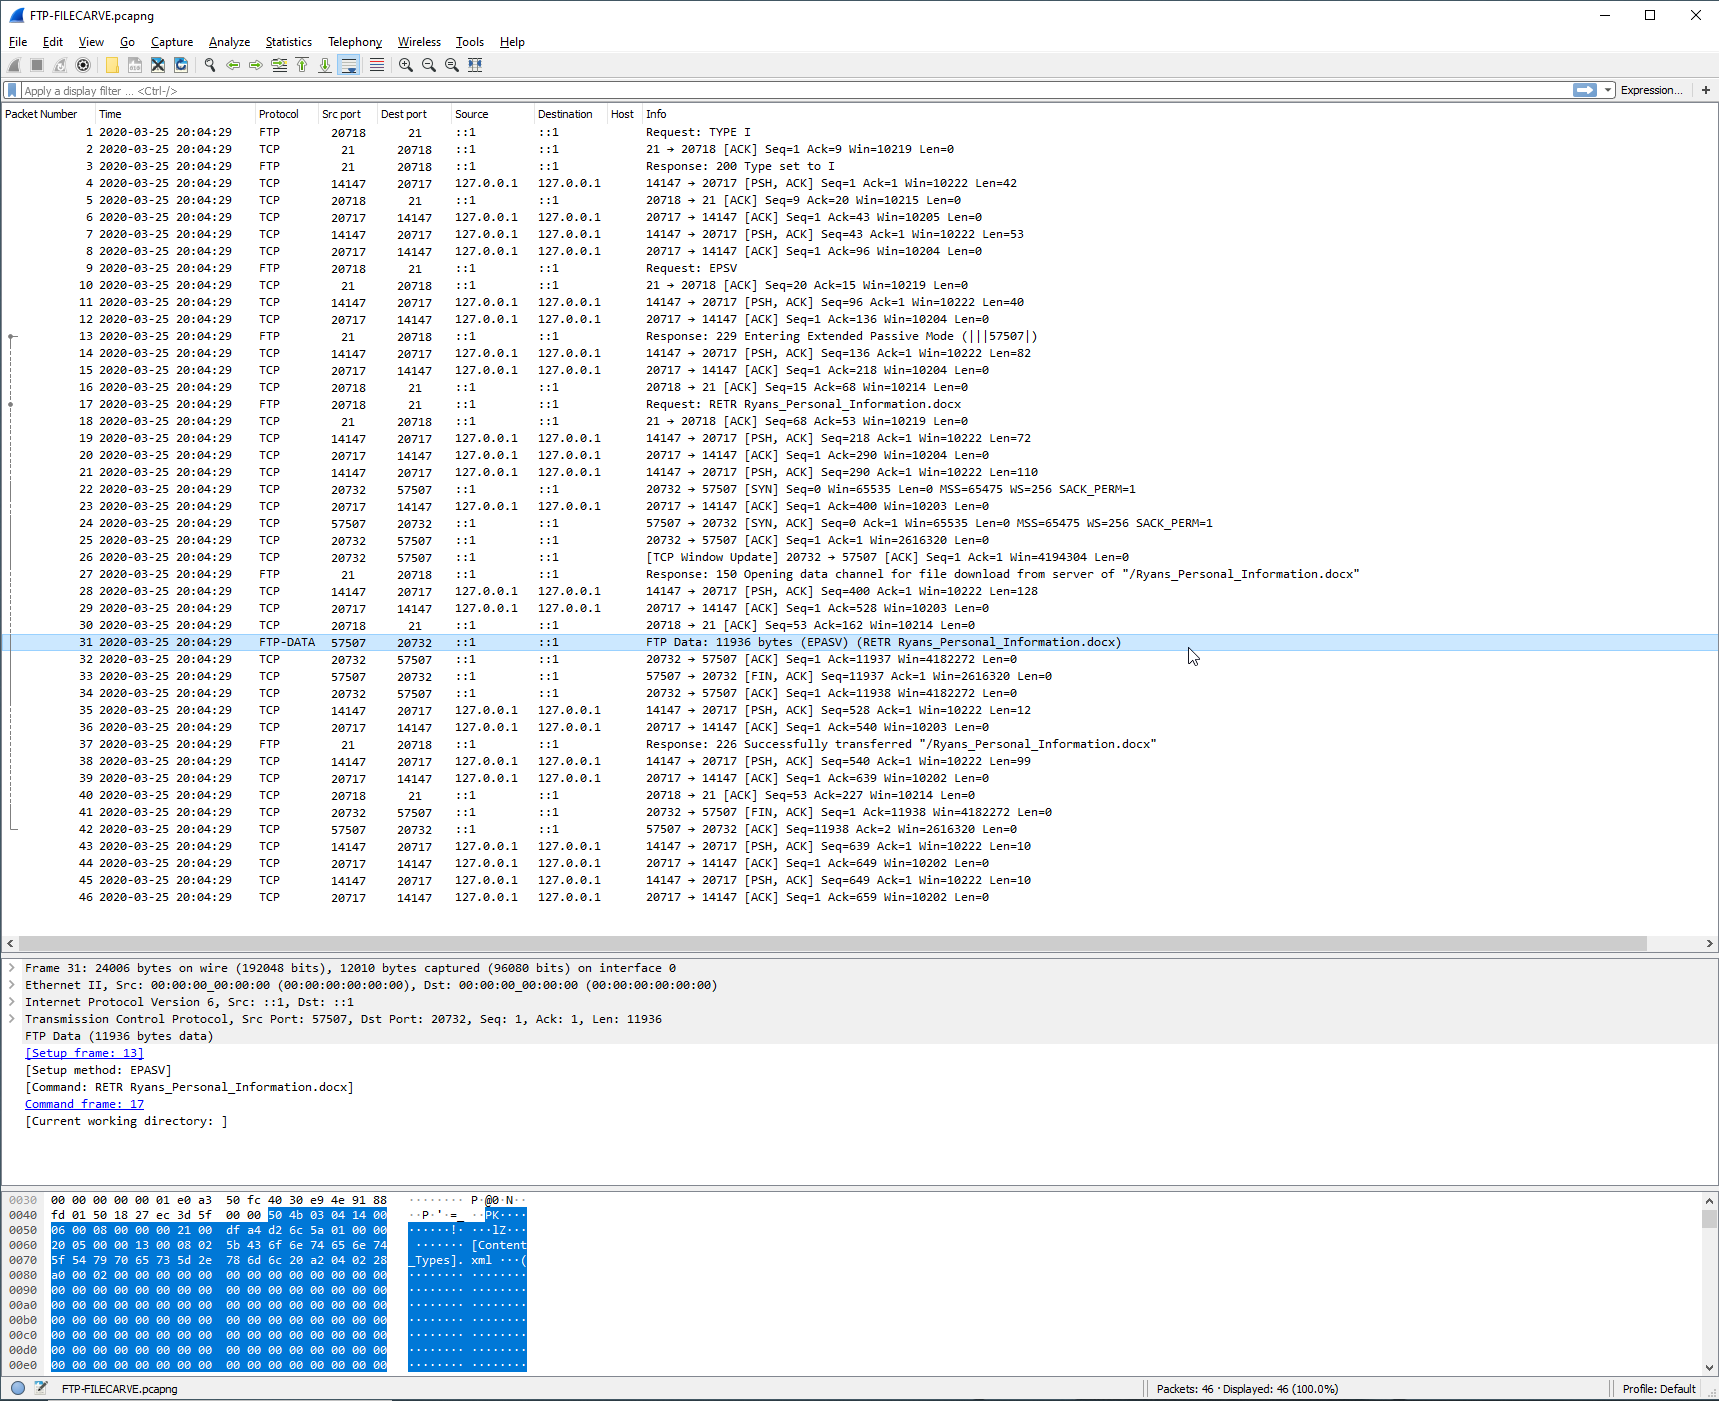 FTP-FILECARVE.pcapng
File Edit View Go Capture Analyze Statistics Telephony Wireless Tools Help
Apply a display filter ... <Ctrl-/> Expression... +
Packet Number Time Protocol Src port Dest port Source Destination Host Info
1 2020-03-25 20:04:29 FTP 20718 21 ::1 ::1 Request: TYPE I
2 2020-03-25 20:04:29 TCP 21 20718 ::1 ::1 21 → 20718 [ACK] Seq=1 Ack=9 Win=10219 Len=0
3 2020-03-25 20:04:29 FTP 21 20718 ::1 ::1 Response: 200 Type set to I
4 2020-03-25 20:04:29 TCP 14147 20717 127.0.0.1 127.0.0.1 14147 → 20717 [PSH, ACK] Seq=1 Ack=1 Win=10222 Len=42
5 2020-03-25 20:04:29 TCP 20718 21 ::1 ::1 20718 → 21 [ACK] Seq=9 Ack=20 Win=10215 Len=0
6 2020-03-25 20:04:29 TCP 20717 14147 127.0.0.1 127.0.0.1 20717 → 14147 [ACK] Seq=1 Ack=43 Win=10205 Len=0
7 2020-03-25 20:04:29 TCP 14147 20717 127.0.0.1 127.0.0.1 14147 → 20717 [PSH, ACK] Seq=43 Ack=1 Win=10222 Len=53
8 2020-03-25 20:04:29 TCP 20717 14147 127.0.0.1 127.0.0.1 20717 → 14147 [ACK] Seq=1 Ack=96 Win=10204 Len=0
9 2020-03-25 20:04:29 FTP 20718 21 ::1 ::1 Request: EPSV
10 2020-03-25 20:04:29 TCP 21 20718 ::1 ::1 21 → 20718 [ACK] Seq=20 Ack=15 Win=10219 Len=0
11 2020-03-25 20:04:29 TCP 14147 20717 127.0.0.1 127.0.0.1 14147 → 20717 [PSH, ACK] Seq=96 Ack=1 Win=10222 Len=40
12 2020-03-25 20:04:29 TCP 20717 14147 127.0.0.1 127.0.0.1 20717 → 14147 [ACK] Seq=1 Ack=136 Win=10204 Len=0
13 2020-03-25 20:04:29 FTP 21 20718 ::1 ::1 Response: 229 Entering Extended Passive Mode (|||57507|)
14 2020-03-25 20:04:29 TCP 14147 20717 127.0.0.1 127.0.0.1 14147 → 20717 [PSH, ACK] Seq=136 Ack=1 Win=10222 Len=82
15 2020-03-25 20:04:29 TCP 20717 14147 127.0.0.1 127.0.0.1 20717 → 14147 [ACK] Seq=1 Ack=218 Win=10204 Len=0
16 2020-03-25 20:04:29 TCP 20718 21 ::1 ::1 20718 → 21 [ACK] Seq=15 Ack=68 Win=10214 Len=0
17 2020-03-25 20:04:29 FTP 20718 21 ::1 ::1 Request: RETR Ryans_Personal_Information.docx
18 2020-03-25 20:04:29 TCP 21 20718 ::1 ::1 21 → 20718 [ACK] Seq=68 Ack=53 Win=10219 Len=0
19 2020-03-25 20:04:29 TCP 14147 20717 127.0.0.1 127.0.0.1 14147 → 20717 [PSH, ACK] Seq=218 Ack=1 Win=10222 Len=72
20 2020-03-25 20:04:29 TCP 20717 14147 127.0.0.1 127.0.0.1 20717 → 14147 [ACK] Seq=1 Ack=290 Win=10204 Len=0
21 2020-03-25 20:04:29 TCP 14147 20717 127.0.0.1 127.0.0.1 14147 → 20717 [PSH, ACK] Seq=290 Ack=1 Win=10222 Len=110
22 2020-03-25 20:04:29 TCP 20732 57507 ::1 ::1 20732 → 57507 [SYN] Seq=0 Win=65535 Len=0 MSS=65475 WS=256 SACK_PERM=1
23 2020-03-25 20:04:29 TCP 20717 14147 127.0.0.1 127.0.0.1 20717 → 14147 [ACK] Seq=1 Ack=400 Win=10203 Len=0
24 2020-03-25 20:04:29 TCP 57507 20732 ::1 ::1 57507 → 20732 [SYN, ACK] Seq=0 Ack=1 Win=65535 Len=0 MSS=65475 WS=256 SACK_PERM=1
25 2020-03-25 20:04:29 TCP 20732 57507 ::1 ::1 20732 → 57507 [ACK] Seq=1 Ack=1 Win=2616320 Len=0
26 2020-03-25 20:04:29 TCP 20732 57507 ::1 ::1 [TCP Window Update] 20732 → 57507 [ACK] Seq=1 Ack=1 Win=4194304 Len=0
27 2020-03-25 20:04:29 FTP 21 20718 ::1 ::1 Response: 150 Opening data channel for file download from server of "/Ryans_Personal_Information.docx"
28 2020-03-25 20:04:29 TCP 14147 20717 127.0.0.1 127.0.0.1 14147 → 20717 [PSH, ACK] Seq=400 Ack=1 Win=10222 Len=128
29 2020-03-25 20:04:29 TCP 20717 14147 127.0.0.1 127.0.0.1 20717 → 14147 [ACK] Seq=1 Ack=528 Win=10203 Len=0
30 2020-03-25 20:04:29 TCP 20718 21 ::1 ::1 20718 → 21 [ACK] Seq=53 Ack=162 Win=10214 Len=0
31 2020-03-25 20:04:29 FTP-DATA 57507 20732 ::1 ::1 FTP Data: 11936 bytes (EPASV) (RETR Ryans_Personal_Information.docx)
32 2020-03-25 20:04:29 TCP 20732 57507 ::1 ::1 20732 → 57507 [ACK] Seq=1 Ack=11937 Win=4182272 Len=0
33 2020-03-25 20:04:29 TCP 57507 20732 ::1 ::1 57507 → 20732 [FIN, ACK] Seq=11937 Ack=1 Win=2616320 Len=0
34 2020-03-25 20:04:29 TCP 20732 57507 ::1 ::1 20732 → 57507 [ACK] Seq=1 Ack=11938 Win=4182272 Len=0
35 2020-03-25 20:04:29 TCP 14147 20717 127.0.0.1 127.0.0.1 14147 → 20717 [PSH, ACK] Seq=528 Ack=1 Win=10222 Len=12
36 2020-03-25 20:04:29 TCP 20717 14147 127.0.0.1 127.0.0.1 20717 → 14147 [ACK] Seq=1 Ack=540 Win=10203 Len=0
37 2020-03-25 20:04:29 FTP 21 20718 ::1 ::1 Response: 226 Successfully transferred "/Ryans_Personal_Information.docx"
38 2020-03-25 20:04:29 TCP 14147 20717 127.0.0.1 127.0.0.1 14147 → 20717 [PSH, ACK] Seq=540 Ack=1 Win=10222 Len=99
39 2020-03-25 20:04:29 TCP 20717 14147 127.0.0.1 127.0.0.1 20717 → 14147 [ACK] Seq=1 Ack=639 Win=10202 Len=0
40 2020-03-25 20:04:29 TCP 20718 21 ::1 ::1 20718 → 21 [ACK] Seq=53 Ack=227 Win=10214 Len=0
41 2020-03-25 20:04:29 TCP 20732 57507 ::1 ::1 20732 → 57507 [FIN, ACK] Seq=1 Ack=11938 Win=4182272 Len=0
42 2020-03-25 20:04:29 TCP 57507 20732 ::1 ::1 57507 → 20732 [ACK] Seq=11938 Ack=2 Win=2616320 Len=0
43 2020-03-25 20:04:29 TCP 14147 20717 127.0.0.1 127.0.0.1 14147 → 20717 [PSH, ACK] Seq=639 Ack=1 Win=10222 Len=10
44 2020-03-25 20:04:29 TCP 20717 14147 127.0.0.1 127.0.0.1 20717 → 14147 [ACK] Seq=1 Ack=649 Win=10202 Len=0
45 2020-03-25 20:04:29 TCP 14147 20717 127.0.0.1 127.0.0.1 14147 → 20717 [PSH, ACK] Seq=649 Ack=1 Win=10222 Len=10
46 2020-03-25 20:04:29 TCP 20717 14147 127.0.0.1 127.0.0.1 20717 → 14147 [ACK] Seq=1 Ack=659 Win=10202 Len=0
Frame 31: 24006 bytes on wire (192048 bits), 12010 bytes captured (96080 bits) on interface 0
Ethernet II, Src: 00:00:00_00:00:00 (00:00:00:00:00:00), Dst: 00:00:00_00:00:00 (00:00:00:00:00:00)
Internet Protocol Version 6, Src: ::1, Dst: ::1
Transmission Control Protocol, Src Port: 57507, Dst Port: 20732, Seq: 1, Ack: 1, Len: 11936
FTP Data (11936 bytes data)
[Setup frame: 13]
[Setup method: EPASV]
[Command: RETR Ryans_Personal_Information.docx]
Command frame: 17
[Current working directory: ]
0030 00 00 00 00 00 01 e0 a3 50 fc 40 30 e9 4e 91 88 ········ P·@0·N··
0040 fd 01 50 18 27 ec 3d 5f 00 00 50 4b 03 04 14 00 ··P·'·=_ ··PK····
0050 06 00 08 00 00 00 21 00 df a4 d2 6c 5a 01 00 00 ······!· ···lZ···
0060 20 05 00 00 13 00 08 02 5b 43 6f 6e 74 65 6e 74 ······· [Content
0070 5f 54 79 70 65 73 5d 2e 78 6d 6c 20 a2 04 02 28 _Types]. xml ···(
0080 a0 00 02 00 00 00 00 00 00 00 00 00 00 00 00 00 ········ ········
0090 00 00 00 00 00 00 00 00 00 00 00 00 00 00 00 00 ········ ········
00a0 00 00 00 00 00 00 00 00 00 00 00 00 00 00 00 00 ········ ········
00b0 00 00 00 00 00 00 00 00 00 00 00 00 00 00 00 00 ········ ········
00c0 00 00 00 00 00 00 00 00 00 00 00 00 00 00 00 00 ········ ········
00d0 00 00 00 00 00 00 00 00 00 00 00 00 00 00 00 00 ········ ········
00e0 00 00 00 00 00 00 00 00 00 00 00 00 00 00 00 00 ········ ········
FTP-FILECARVE.pcapng Packets: 46 · Displayed: 46 (100.0%) Profile: Default